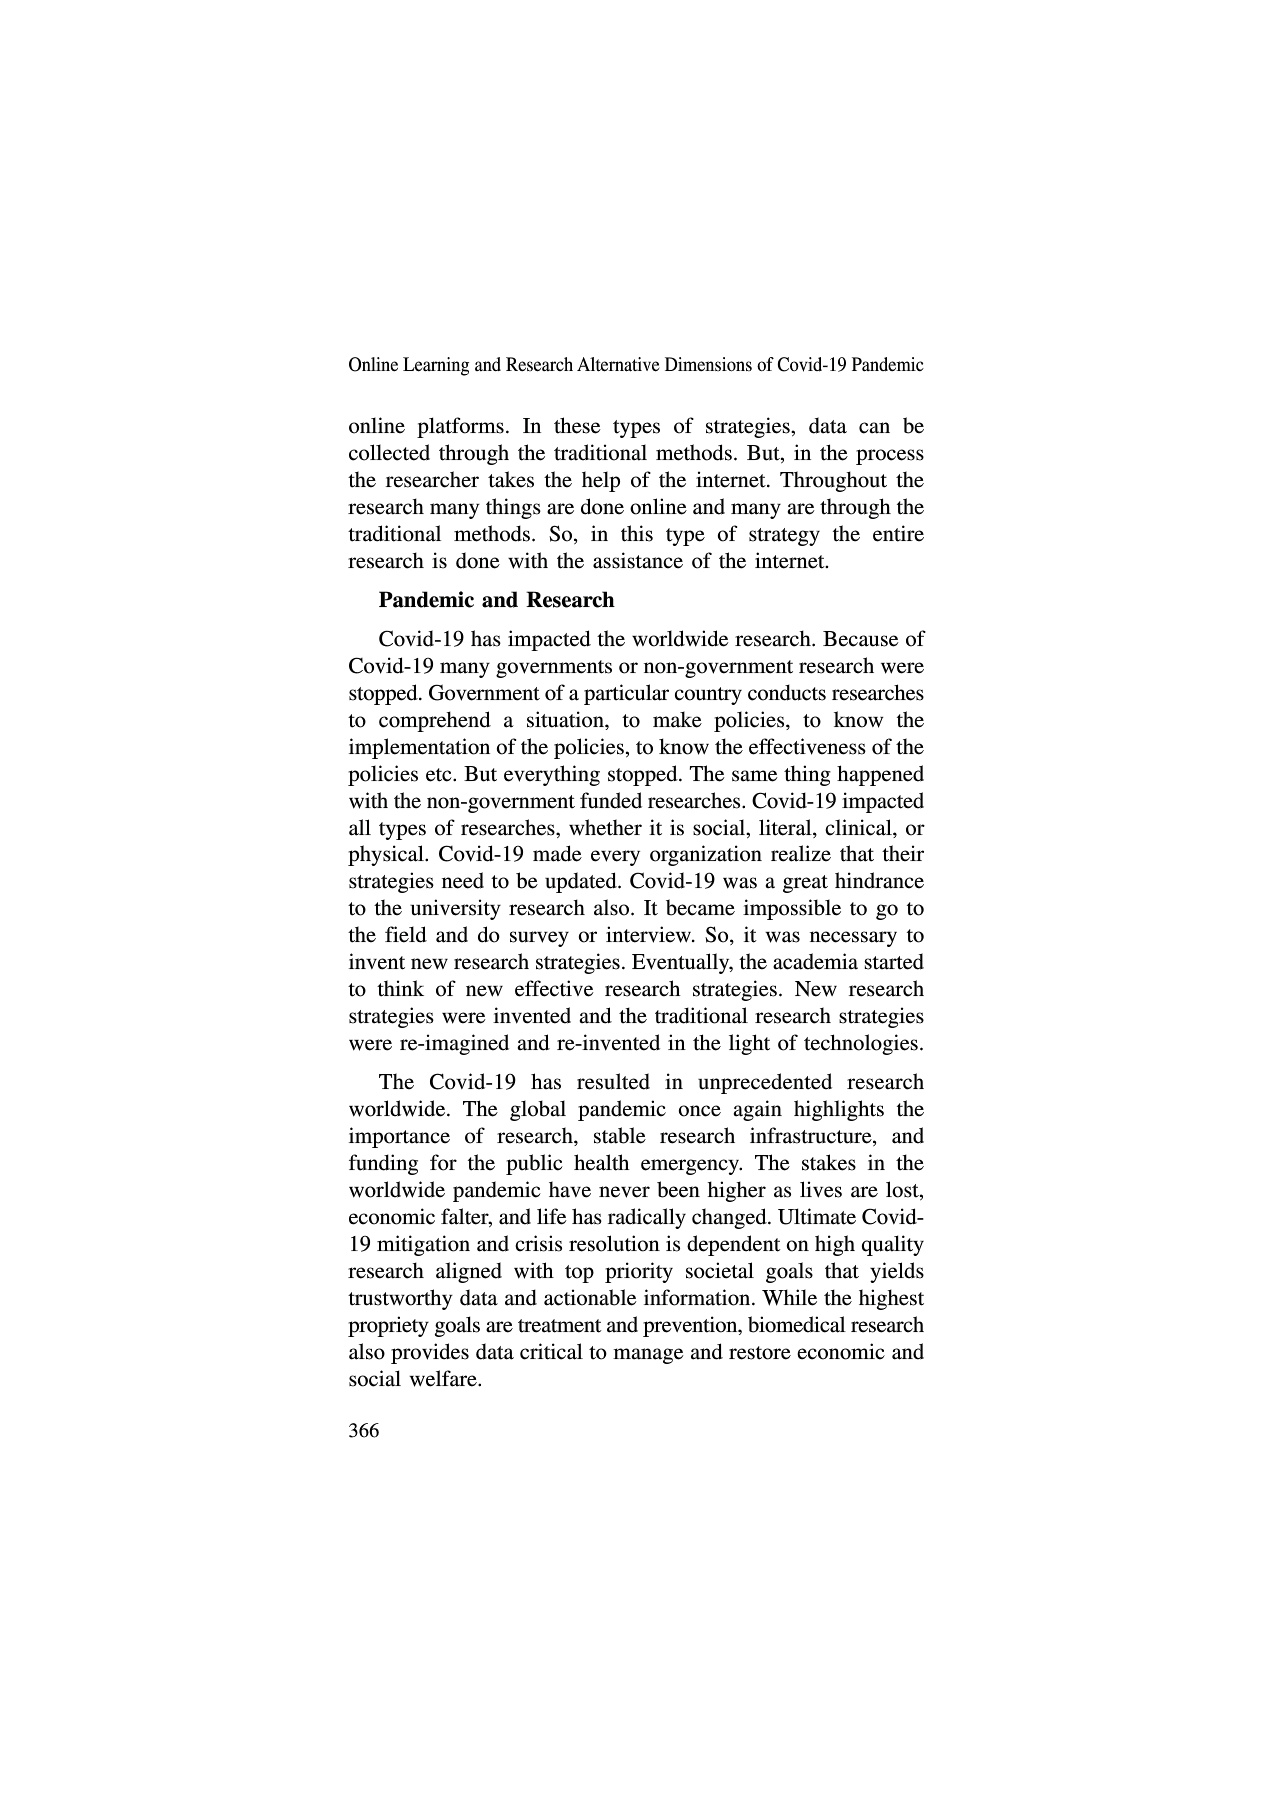 Online Learning and Research Alternative Dimensions of Covid-19 Pandemic
online platforms. In these types of strategies, data can be
collected through the traditional methods. But, in the process
the researcher takes the help of the internet. Throughout the
research many things are done online and many are through the
traditional methods. So, in this type of strategy the entire
research is done with the assistance of the internet.
Pandemic and Research
Covid-19 has impacted the worldwide research. Because of
Covid-19 many governments or non-government research were
stopped. Government of a particular country conducts researches
to comprehend a situation, to make policies, to know the
implementation of the policies, to know the effectiveness of the
policies etc. But everything stopped. The same thing happened
with the non-government funded researches. Covid-19 impacted
all types of researches, whether it is social, literal, clinical, or
physical. Covid-19 made every organization realize that their
strategies need to be updated. Covid-19 was a great hindrance
to the university research also. It became impossible to go to
the field and do survey or interview. So, it was necessary to
invent new research strategies. Eventually, the academia started
to think of new effective research strategies. New research
strategies were invented and the traditional research strategies
were re-imagined and re-invented in the light of technologies.
The Covid-19 has resulted in unprecedented research
worldwide. The global pandemic once again highlights the
importance of research, stable research infrastructure, and
funding for the public health emergency. The stakes in the
worldwide pandemic have never been higher as lives are lost,
economic falter, and life has radically changed. Ultimate Covid-
19 mitigation and crisis resolution is dependent on high quality
research aligned with top priority societal goals that yields
trustworthy data and actionable information. While the highest
propriety goals are treatment and prevention, biomedical research
also provides data critical to manage and restore economic and
social welfare.
366